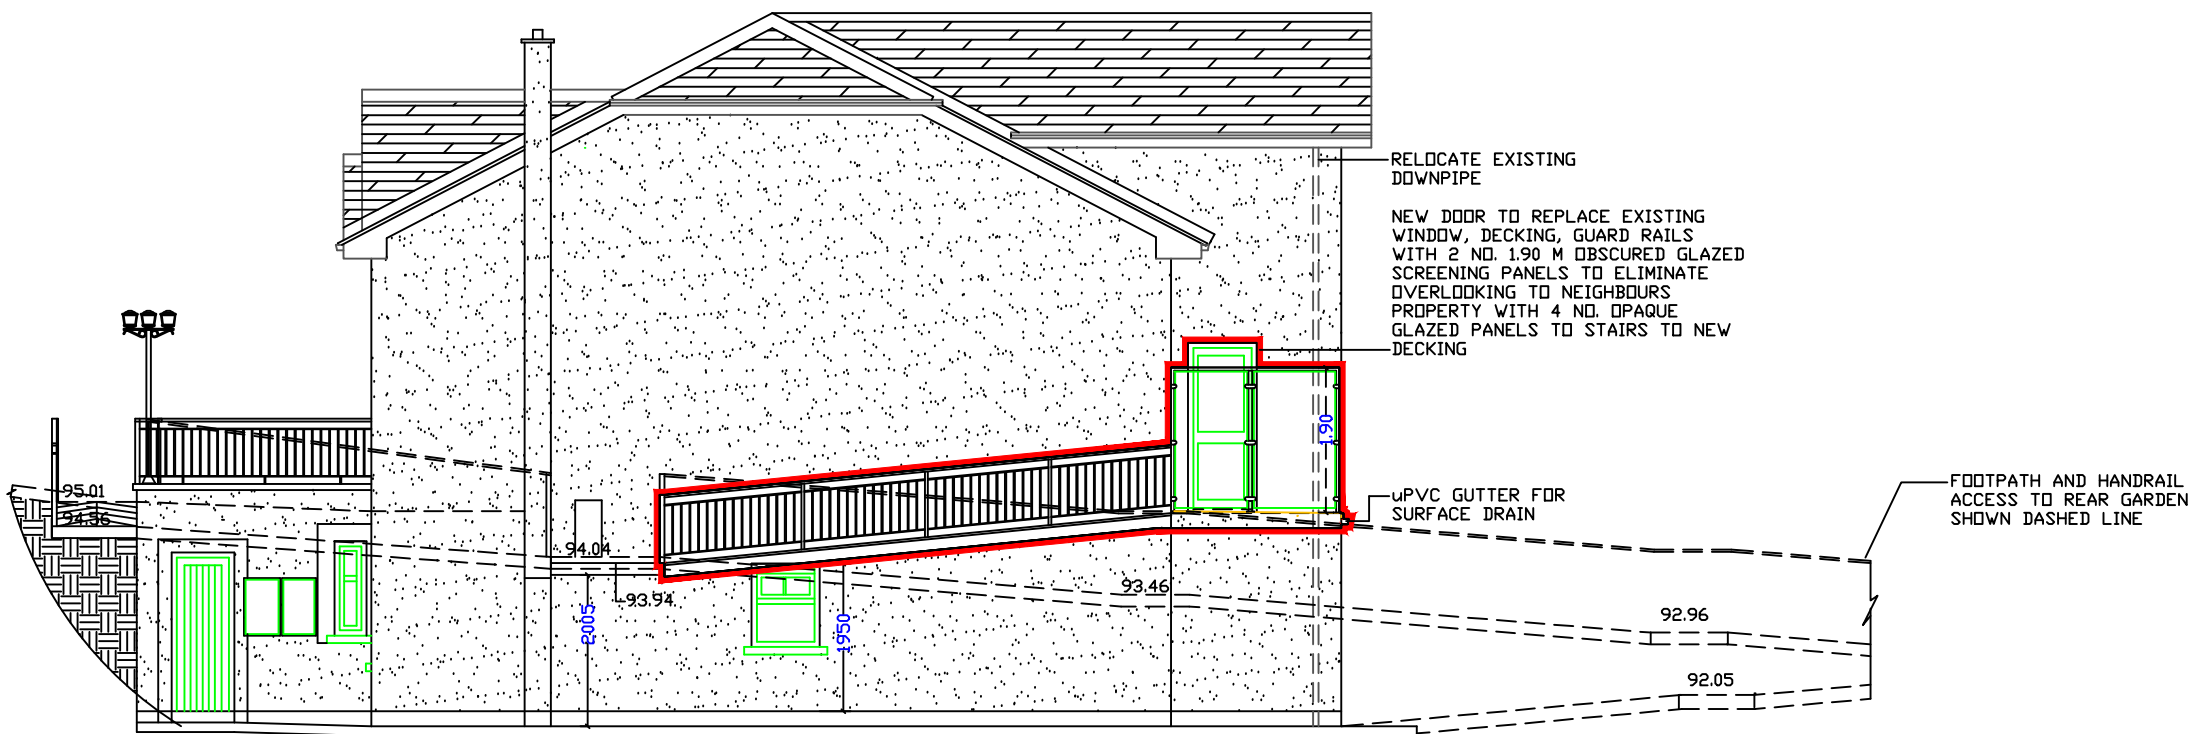 RELOCATE EXISTING
DOWNPIPE
NEW DOOR TO REPLACE EXISTING
WINDOW, DECKING, GUARD RAILS
WITH 2 NO. 1.90 M OBSCURED GLAZED
SCREENING PANELS TO ELIMINATE
OVERLOOKING TO NEIGHBOURS
PROPERTY WITH 4 NO. OPAQUE
GLAZED PANELS TO STAIRS TO NEW
DECKING
1.90
uPVC GUTTER FOR
SURFACE DRAIN
FOOTPATH AND HANDRAIL
ACCESS TO REAR GARDEN
SHOWN DASHED LINE
95.01
94.56
94.04
93.94
93.46
92.96
92.05
2005
1950